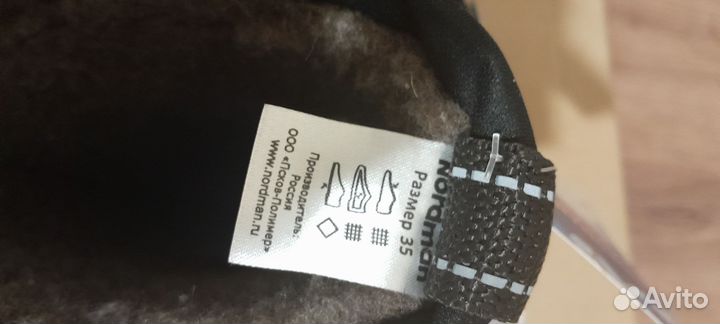 Nordman
Размер 35
Производитель:
Россия
ООО «Псков-Полимер»
www.nordman.ru
Avito